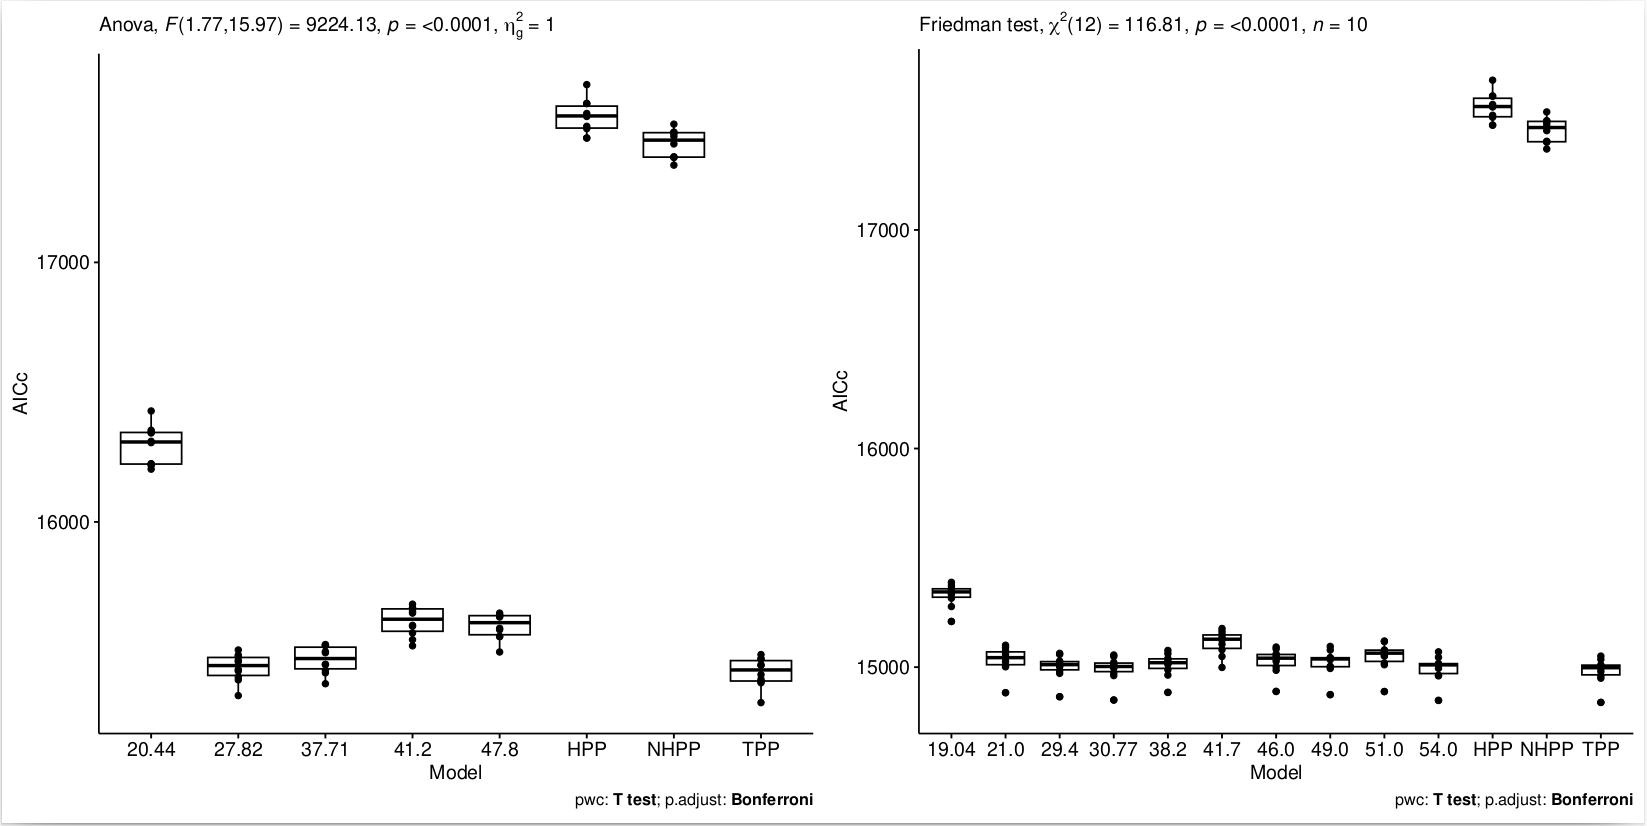 Anova, F(1.77,15.97) = 9224.13, p = <0.0001, η²g = 1
AICc
17000
16000
20.44 27.82 37.71 41.2 47.8 HPP NHPP TPP
Model
pwc: T test; p.adjust: Bonferroni
Friedman test, χ²(12) = 116.81, p = <0.0001, n = 10
AICc
17000
16000
15000
19.04 21.0 29.4 30.77 38.2 41.7 46.0 49.0 51.0 54.0 HPP NHPP TPP
Model
pwc: T test; p.adjust: Bonferroni